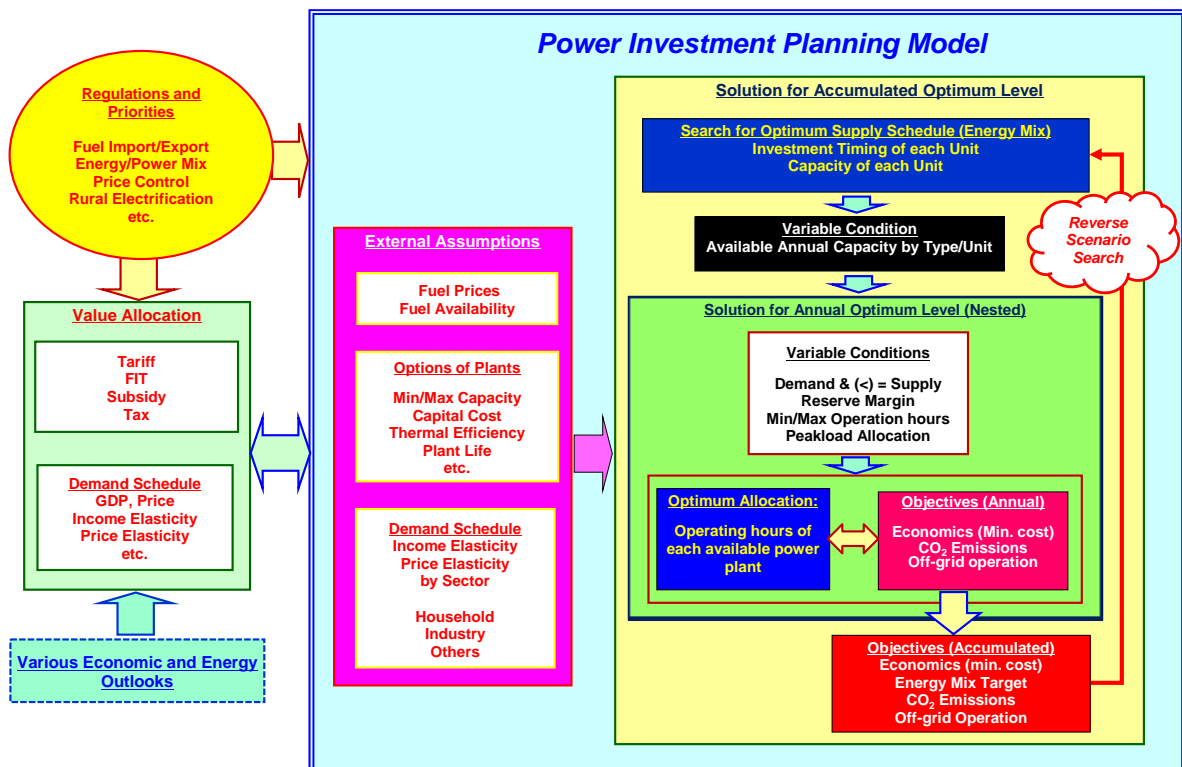 Power Investment Planning Model
Regulations and
Priorities
Fuel Import/Export
Energy/Power Mix
Price Control
Rural Electrification
etc.
Value Allocation
Tariff
FIT
Subsidy
Tax
Demand Schedule
GDP, Price
Income Elasticity
Price Elasticity
etc.
Various Economic and Energy
Outlooks
External Assumptions
Fuel Prices
Fuel Availability
Options of Plants
Min/Max Capacity
Capital Cost
Thermal Efficiency
Plant Life
etc.
Demand Schedule
Income Elasticity
Price Elasticity
by Sector
Household
Industry
Others
Solution for Accumulated Optimum Level
Search for Optimum Supply Schedule (Energy Mix)
Investment Timing of each Unit
Capacity of each Unit
Variable Condition
Available Annual Capacity by Type/Unit
Reverse
Scenario
Search
Solution for Annual Optimum Level (Nested)
Variable Conditions
Demand & (<) = Supply
Reserve Margin
Min/Max Operation hours
Peakload Allocation
Optimum Allocation:
Operating hours of
each available power
plant
Objectives (Annual)
Economics (Min. cost)
CO₂ Emissions
Off-grid operation
Objectives (Accumulated)
Economics (min. cost)
Energy Mix Target
CO₂ Emissions
Off-grid Operation